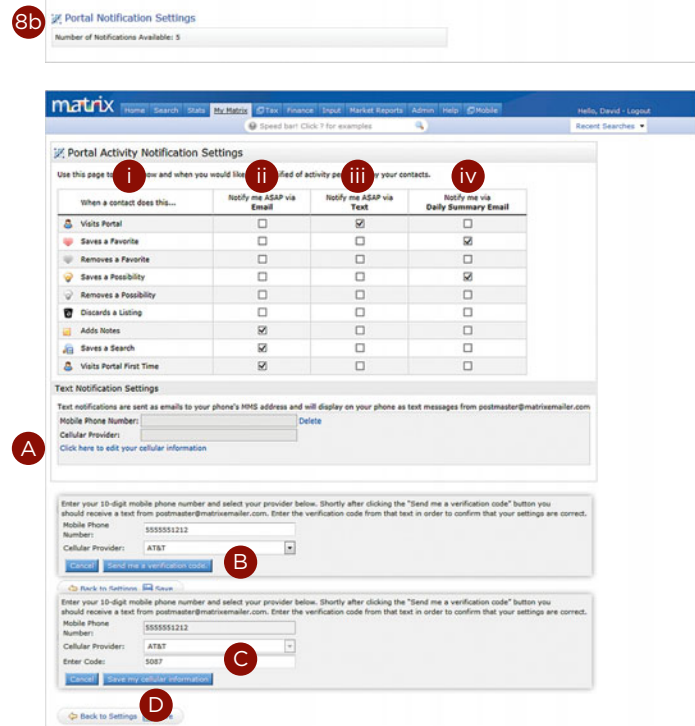 8b
Portal Notification Settings
Number of Notifications Available: 5
matrix Home Search Stats My Matrix Tax Finance Input Market Reports Admin Help Mobile Hello, David - Logout
Speed bar! Click ? for examples Recent Searches
Portal Activity Notification Settings
Use this page to ow and when you would like ified of activity pe y your contacts.
i ii iii iv
When a contact does this... Notify me ASAP via Email Notify me ASAP via Text Notify me via Daily Summary Email
Visits Portal
Saves a Favorite
Removes a Favorite
Saves a Possibility
Removes a Possibility
Discards a Listing
Adds Notes
Saves a Search
Visits Portal First Time
Text Notification Settings
Text notifications are sent as emails to your phone's MMS address and will display on your phone as text messages from postmaster@matrixemailer.com
Mobile Phone Number: Delete
Cellular Provider:
A Click here to edit your cellular information
Enter your 10-digit mobile phone number and select your provider below. Shortly after clicking the "Send me a verification code" button you
should receive a text from postmaster@matrixemailer.com. Enter the verification code from that text in order to confirm that your settings are correct.
Mobile Phone Number: 5555551212
Cellular Provider: AT&T
Cancel Send me a verification code. B
Back to Settings Save
Enter your 10-digit mobile phone number and select your provider below. Shortly after clicking the "Send me a verification code" button you
should receive a text from postmaster@matrixemailer.com. Enter the verification code from that text in order to confirm that your settings are correct.
Mobile Phone Number: 5555551212
Cellular Provider: AT&T
Enter Code: 5087 C
Cancel Save my cellular information
D
Back to Settings